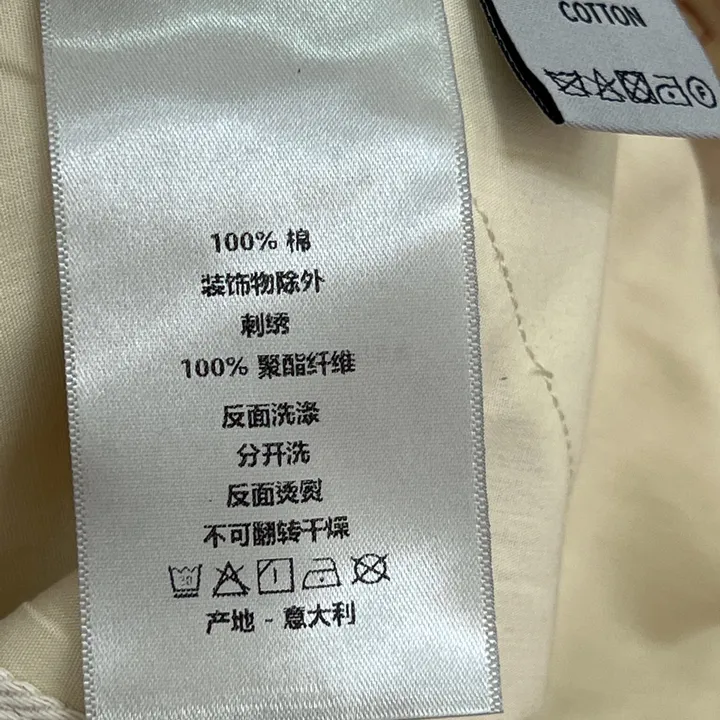 COTTON
F
100% 棉
装饰物除外
刺绣
100% 聚酯纤维
反面洗涤
分开洗
反面烫熨
不可翻转干燥
30
产地 - 意大利